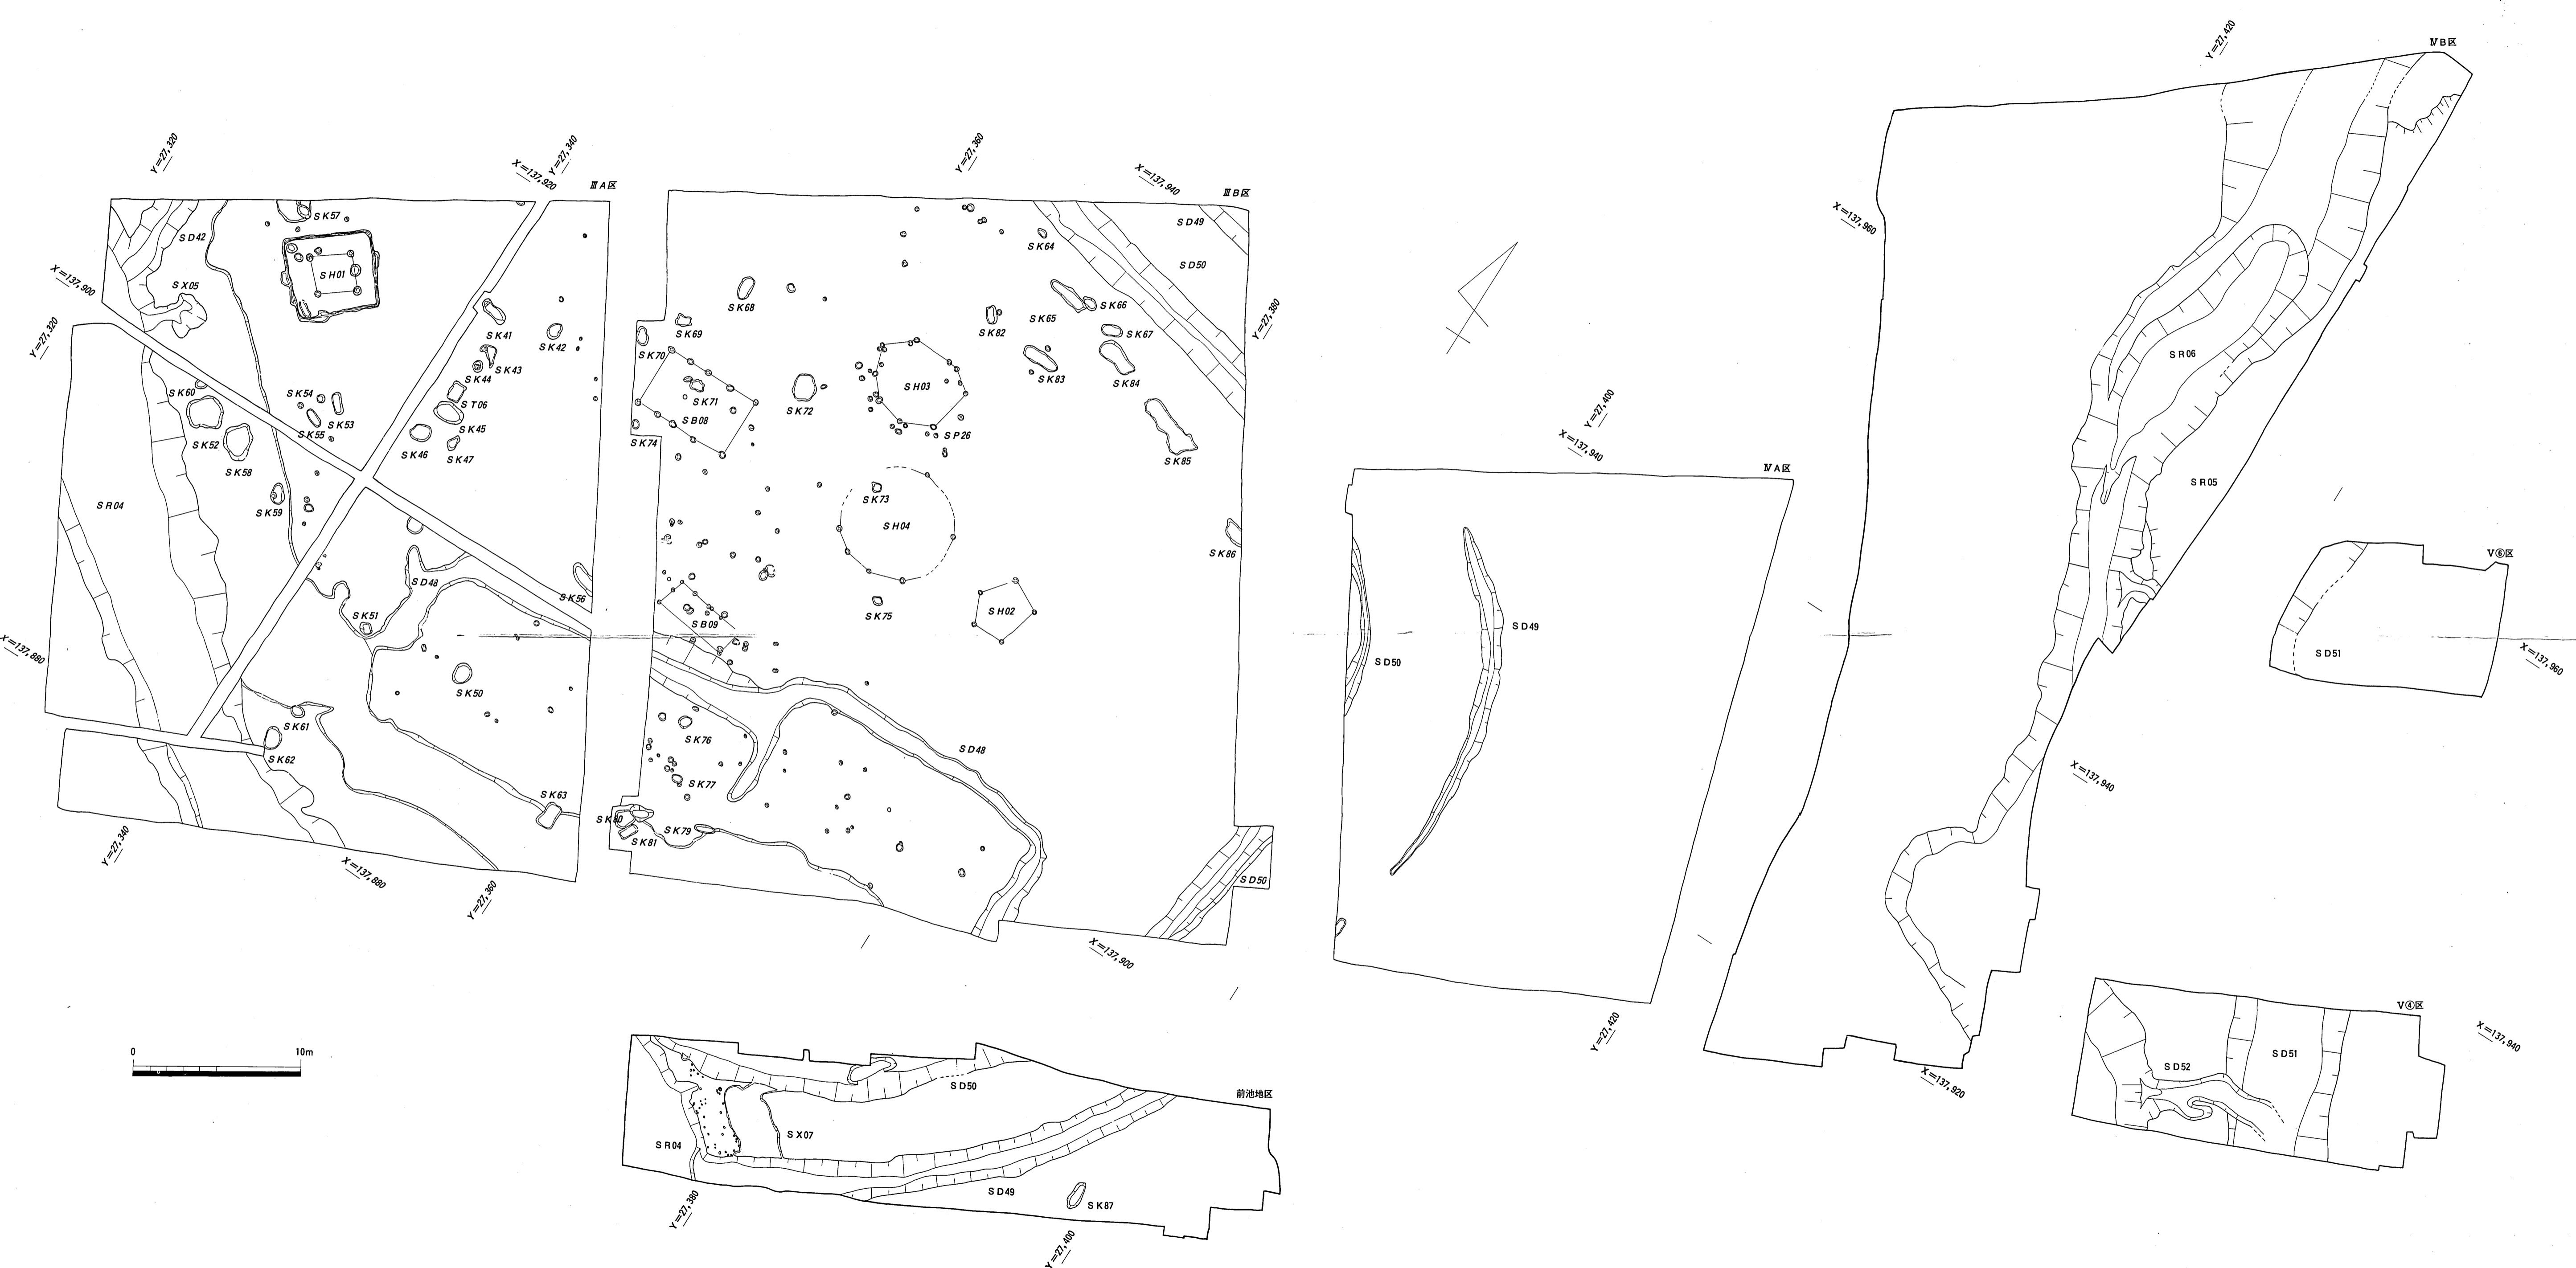 Y=27,420
ⅣB区
Y=27,320
X=137,920
Y=27,340
ⅢA区
Y=27,360
X=137,940
ⅢB区
X=137,960
SK57
SD42
SH01
SX05
X=137,900
Y=27,320
SK41
SK42
SK43
SK44
ST06
SK45
SK46
SK47
SK60
SK52
SK58
SK54
SK53
SK55
SK59
SR04
SD48
SK56
SK51
SK50
X=137,880
SK61
SK62
SK63
Y=27,340
X=137,880
Y=27,360
SD49
SD50
SK64
SK68
SK66
SK65
SK67
SK82
SK69
SK70
SK83
SK84
SH03
SK71
SK72
SB08
SP26
SK74
SK85
SK73
SH04
SK86
SK75
SH02
SB09
SK76
SD48
SK77
SK80
SK79
SK81
SD50
X=137,900
Y=27,380
Y=27,400
X=137,940
ⅣA区
SD49
SD50
Y=27,420
SR06
SR05
X=137,940
X=137,920
Ⅴ⑥区
SD51
X=137,960
Ⅴ④区
SD52
SD51
X=137,940
0
10m
前池地区
SD50
SX07
SR04
SD49
SK87
Y=27,380
Y=27,400